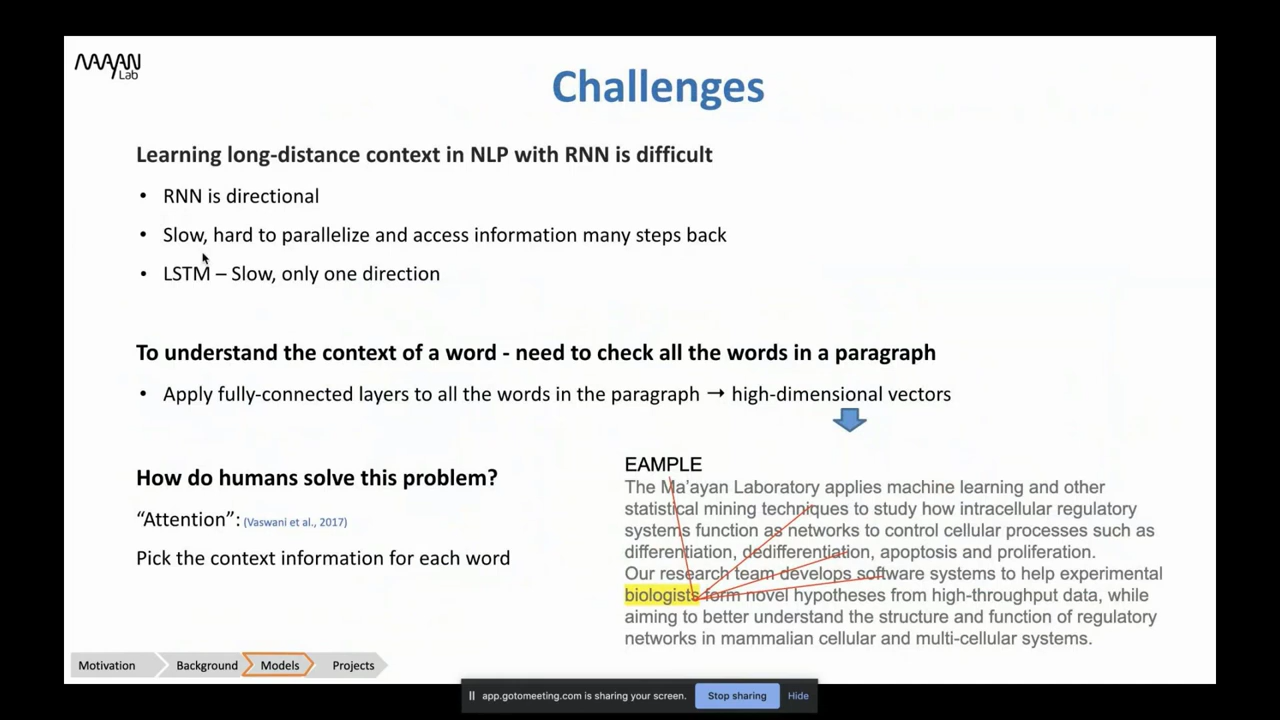 MAAYAN
Lab
Challenges
Learning long-distance context in NLP with RNN is difficult
• RNN is directional
• Slow, hard to parallelize and access information many steps back
• LSTM – Slow, only one direction
To understand the context of a word - need to check all the words in a paragraph
• Apply fully-connected layers to all the words in the paragraph → high-dimensional vectors
How do humans solve this problem?
“Attention”: (Vaswani et al., 2017)
Pick the context information for each word
EAMPLE
The Ma’ayan Laboratory applies machine learning and other
statistical mining techniques to study how intracellular regulatory
systems function as networks to control cellular processes such as
differentiation, dedifferentiation, apoptosis and proliferation.
Our research team develops software systems to help experimental
biologists form novel hypotheses from high-throughput data, while
aiming to better understand the structure and function of regulatory
networks in mammalian cellular and multi-cellular systems.
Motivation Background Models Projects
app.gotomeeting.com is sharing your screen. Stop sharing Hide